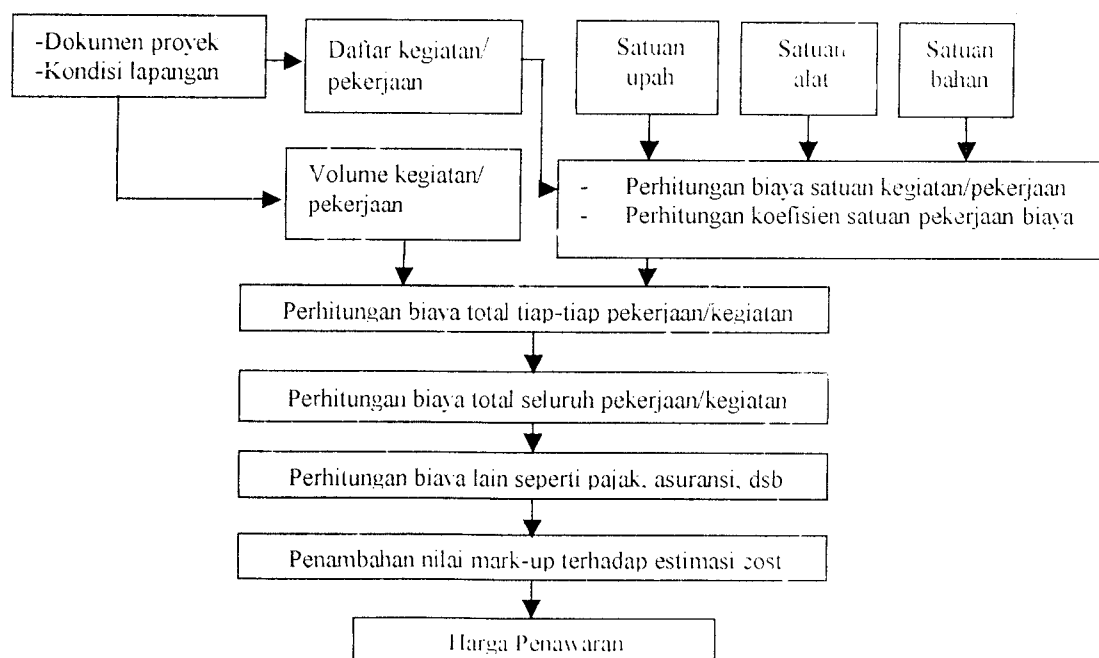 -Dokumen proyek
-Kondisi lapangan
Daftar kegiatan/
pekerjaan
Satuan
upah
Satuan
alat
Satuan
bahan
Volume kegiatan/
pekerjaan
- Perhitungan biaya satuan kegiatan/pekerjaan
- Perhitungan koefisien satuan pekerjaan biaya
Perhitungan biaya total tiap-tiap pekerjaan/kegiatan
Perhitungan biaya total seluruh pekerjaan/kegiatan
Perhitungan biaya lain seperti pajak, asuransi, dsb
Penambahan nilai mark-up terhadap estimasi cost
Harga Penawaran